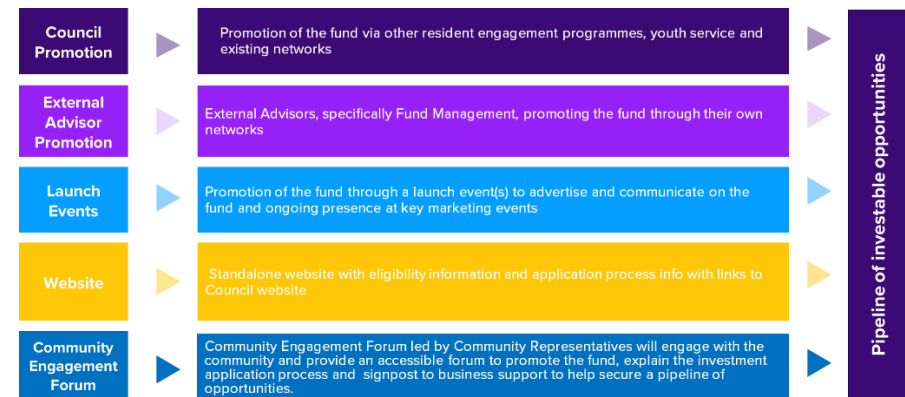 Council
Promotion
Promotion of the fund via other resident engagement programmes, youth service and
existing networks
External
Advisor
Promotion
External Advisors, specifically Fund Management, promoting the fund through their own
networks
Launch
Events
Promotion of the fund through a launch event(s) to advertise and communicate on the
fund and ongoing presence at key marketing events
Website
Standalone website with eligibility information and application process info with links to
Council website
Community
Engagement
Forum
Community Engagement Forum led by Community Representatives will engage with the
community and provide an accessible forum to promote the fund, explain the investment
application process and signpost to business support to help secure a pipeline of
opportunities.
Pipeline of investable opportunities